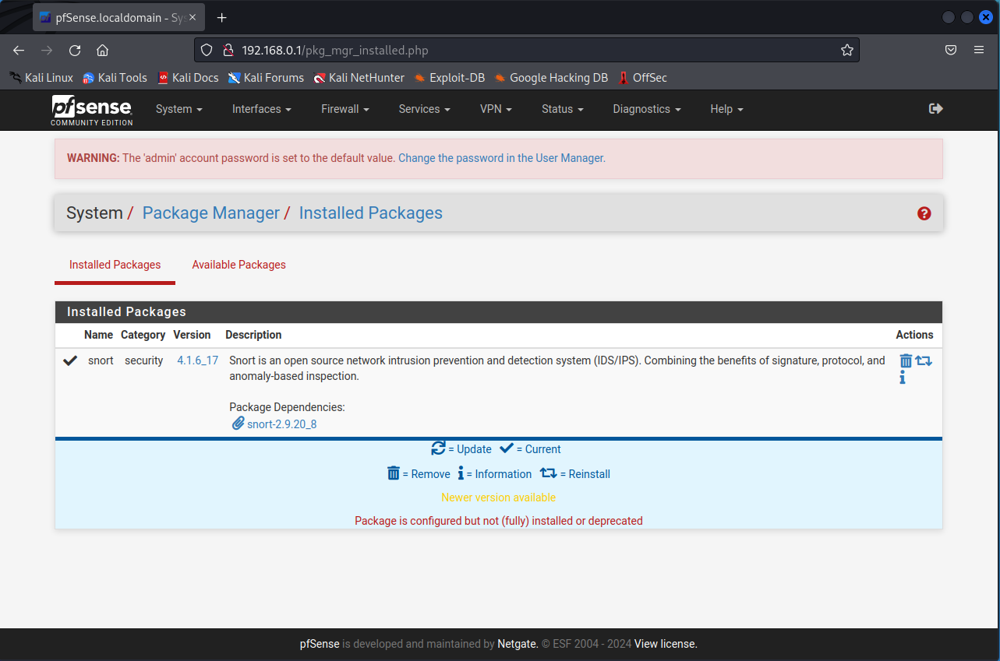 pfSense.localdomain - Sy
192.168.0.1/pkg_mgr_installed.php
Kali Linux Kali Tools Kali Docs Kali Forums Kali NetHunter Exploit-DB Google Hacking DB OffSec
pfsense System Interfaces Firewall Services VPN Status Diagnostics Help
COMMUNITY EDITION
WARNING: The 'admin' account password is set to the default value. Change the password in the User Manager.
System / Package Manager / Installed Packages
Installed Packages Available Packages
Installed Packages
Name Category Version Description Actions
snort security 4.1.6_17 Snort is an open source network intrusion prevention and detection system (IDS/IPS). Combining the benefits of signature, protocol, and
anomaly-based inspection.
Package Dependencies:
snort-2.9.20_8
= Update = Current
= Remove = Information = Reinstall
Newer version available
Package is configured but not (fully) installed or deprecated
pfSense is developed and maintained by Netgate. © ESF 2004 - 2024 View license.